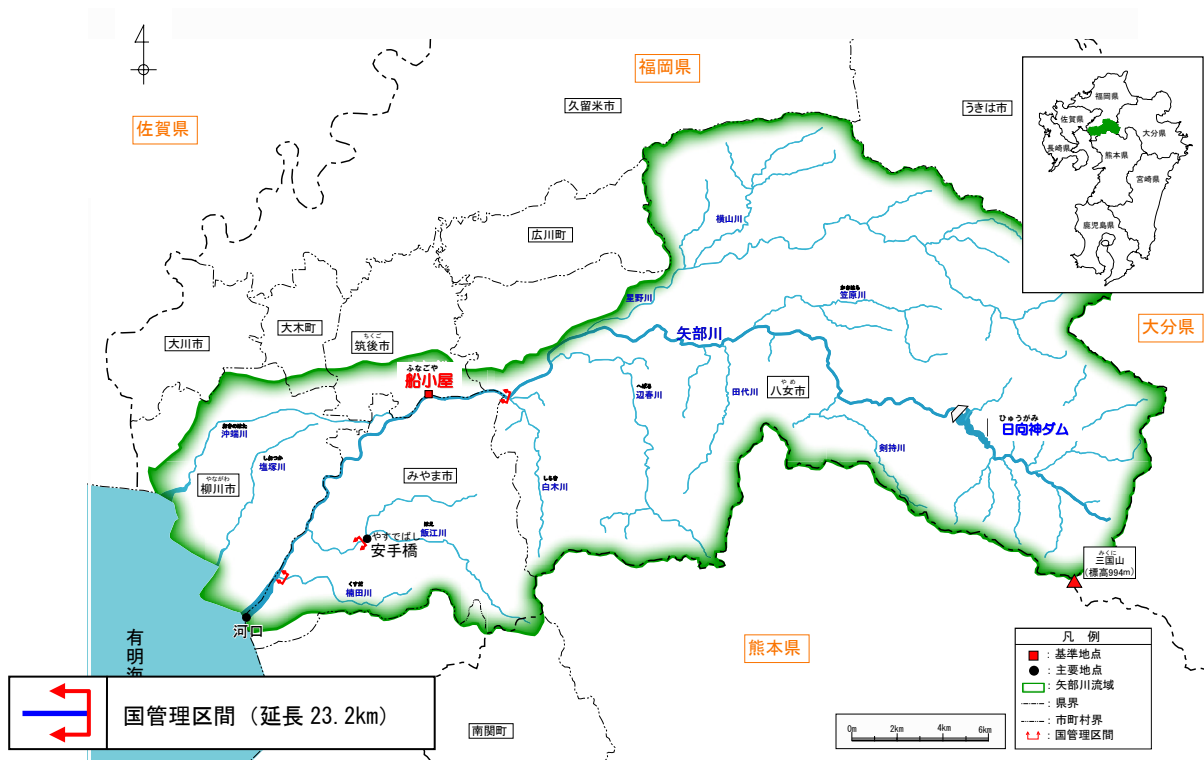 4
福岡県
久留米市
うきは市
佐賀県
福岡県
佐賀県
大分県
長崎県
熊本県
宮崎県
鹿児島県
横山川
広川町
星野川
かさはら
笠原川
大木町
矢部川
大分県
大川市
ちくご
筑後市
ふなごや
船小屋
へばる
辺春川
田代川
やめ
八女市
おきのはた
沖端川
しおつか
塩塚川
ひゅうがみ
日向神ダム
剣持川
みやま市
やながわ
柳川市
しらき
白木川
はえ
飯江川
やすでばし
安手橋
みくに
三国山
(標高994m)
くすだ
楠田川
河口
有明海
熊本県
凡 例
：基準地点
：主要地点
：矢部川流域
：県界
：市町村界
：国管理区間
国管理区間（延長 23.2km）
南関町
0m 2km 4km 6km